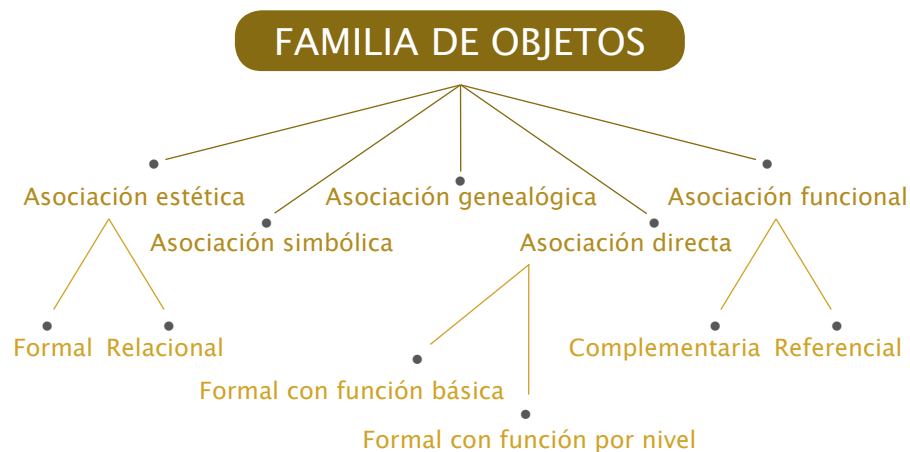 FAMILIA DE OBJETOS
Asociación estética
Asociación genealógica
Asociación funcional
Asociación simbólica
Asociación directa
Formal
Relacional
Complementaria
Referencial
Formal con función básica
Formal con función por nivel